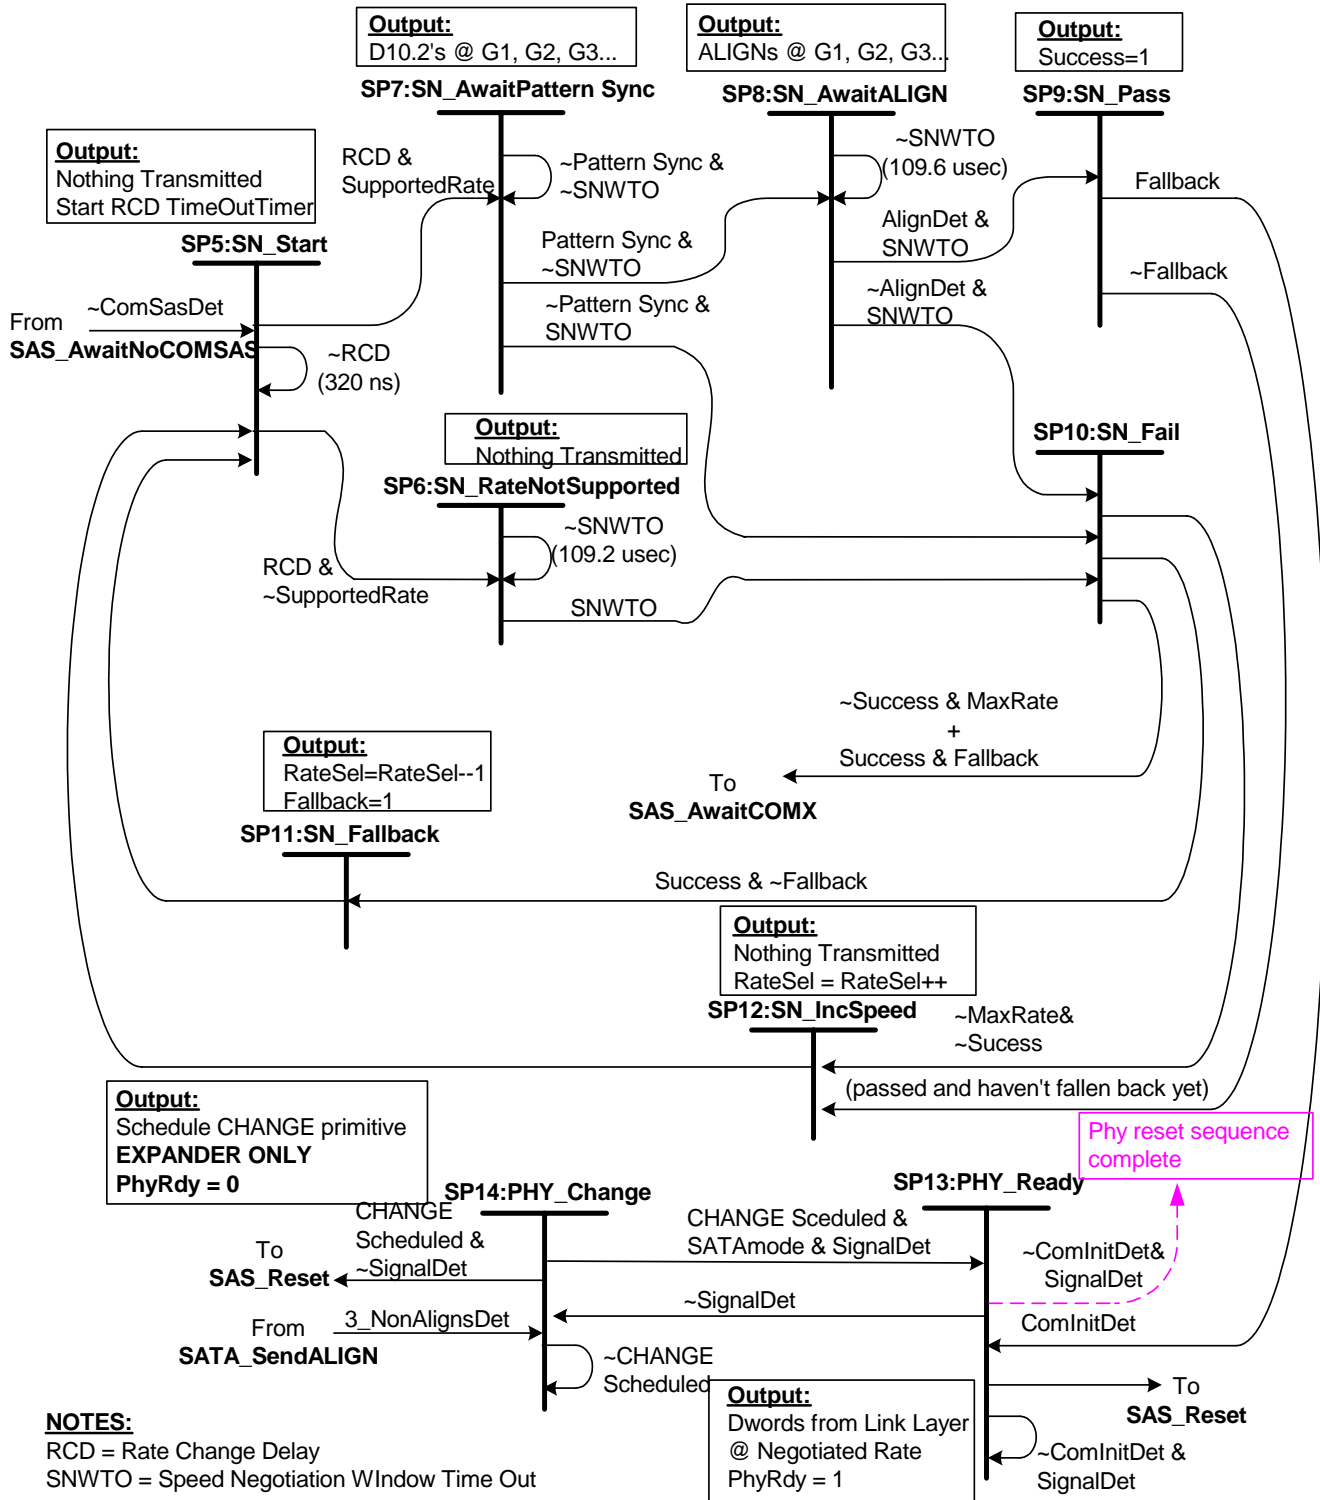 Output:
D10.2's @ G1, G2, G3...
SP7:SN_AwaitPattern Sync
Output:
ALIGNs @ G1, G2, G3...
SP8:SN_AwaitALIGN
Output:
Success=1
SP9:SN_Pass
Output:
Nothing Transmitted
Start RCD TimeOutTimer
SP5:SN_Start
RCD &
SupportedRate
~Pattern Sync &
~SNWTO
~SNWTO
(109.6 usec)
Fallback
AlignDet &
SNWTO
Pattern Sync &
~SNWTO
~Fallback
~AlignDet &
SNWTO
~Pattern Sync &
SNWTO
~ComSasDet
From
SAS_AwaitNoCOMSAS
~RCD
(320 ns)
Output:
Nothing Transmitted
SP6:SN_RateNotSupported
SP10:SN_Fail
~SNWTO
(109.2 usec)
RCD &
~SupportedRate
SNWTO
~Success & MaxRate
+
Success & Fallback
To
SAS_AwaitCOMX
Output:
RateSel=RateSel--1
Fallback=1
SP11:SN_Fallback
Success & ~Fallback
Output:
Nothing Transmitted
RateSel = RateSel++
SP12:SN_IncSpeed
~MaxRate&
~Sucess
(passed and haven't fallen back yet)
Output:
Schedule CHANGE primitive
EXPANDER ONLY
PhyRdy = 0
Phy reset sequence
complete
SP14:PHY_Change
SP13:PHY_Ready
CHANGE
Scheduled &
~SignalDet
To
SAS_Reset
CHANGE Sceduled &
SATAmode & SignalDet
~ComInitDet&
SignalDet
~SignalDet
ComInitDet
From
SATA_SendALIGN
3_NonAlignsDet
~CHANGE
Scheduled
To
SAS_Reset
Output:
Dwords from Link Layer
@ Negotiated Rate
PhyRdy = 1
~ComInitDet &
SignalDet
NOTES:
RCD = Rate Change Delay
SNWTO = Speed Negotiation WIndow Time Out